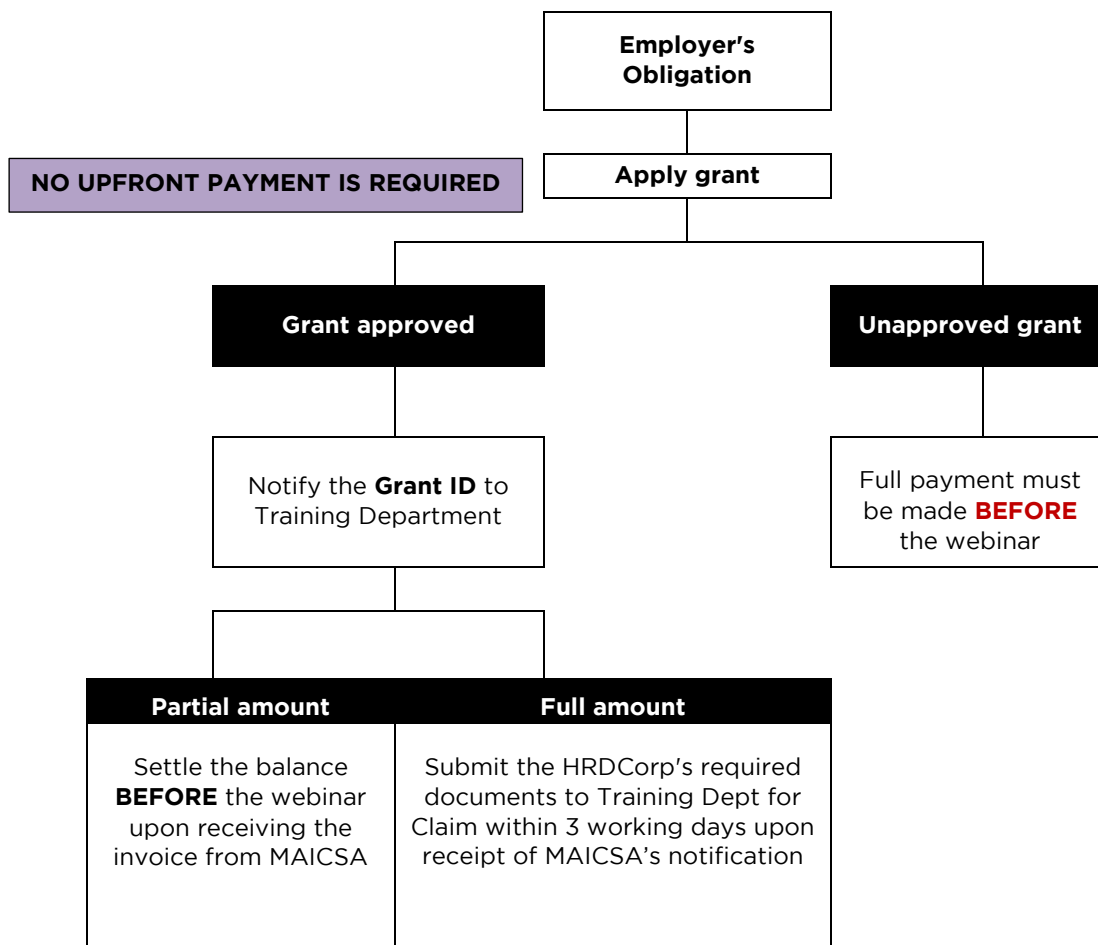 Employer's
Obligation
NO UPFRONT PAYMENT IS REQUIRED
Apply grant
Grant approved
Unapproved grant
Notify the Grant ID to
Training Department
Full payment must
be made BEFORE
the webinar
Partial amount
Full amount
Settle the balance
BEFORE the webinar
upon receiving the
invoice from MAICSA
Submit the HRDCorp's required
documents to Training Dept for
Claim within 3 working days upon
receipt of MAICSA’s notification